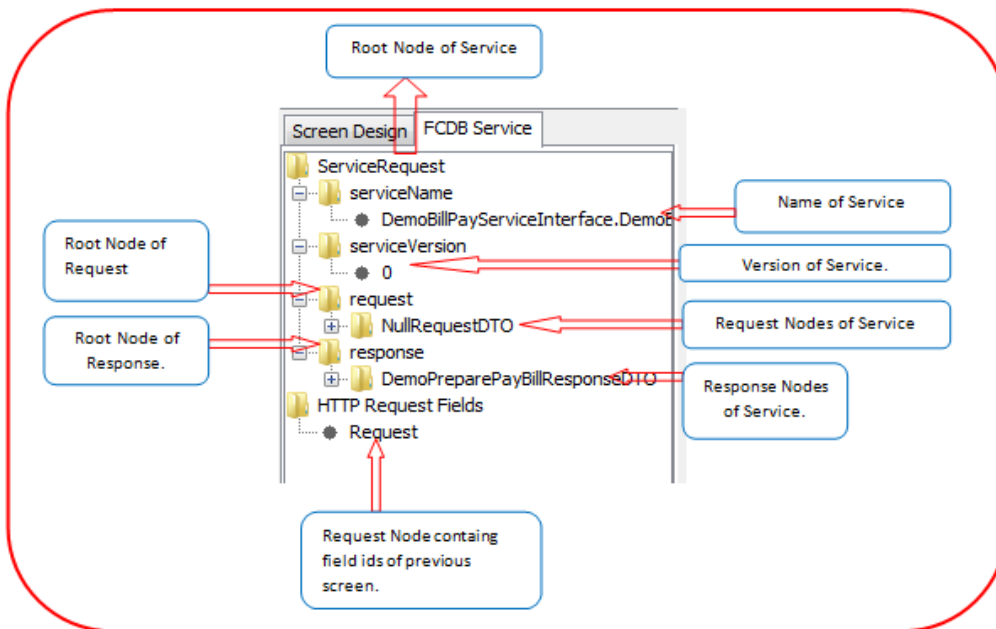 Root Node of Service
Screen Design
FCDB Service
ServiceRequest
serviceName
DemoBillPayServiceInterface.DemoB
Name of Service
Root Node of
Request
serviceVersion
0
Version of Service.
request
NullRequestDTO
Request Nodes of Service
Root Node of
Response.
response
DemoPreparePayBillResponseDTO
Response Nodes
of Service.
HTTP Request Fields
Request
Request Node containg
field ids of previous
screen.